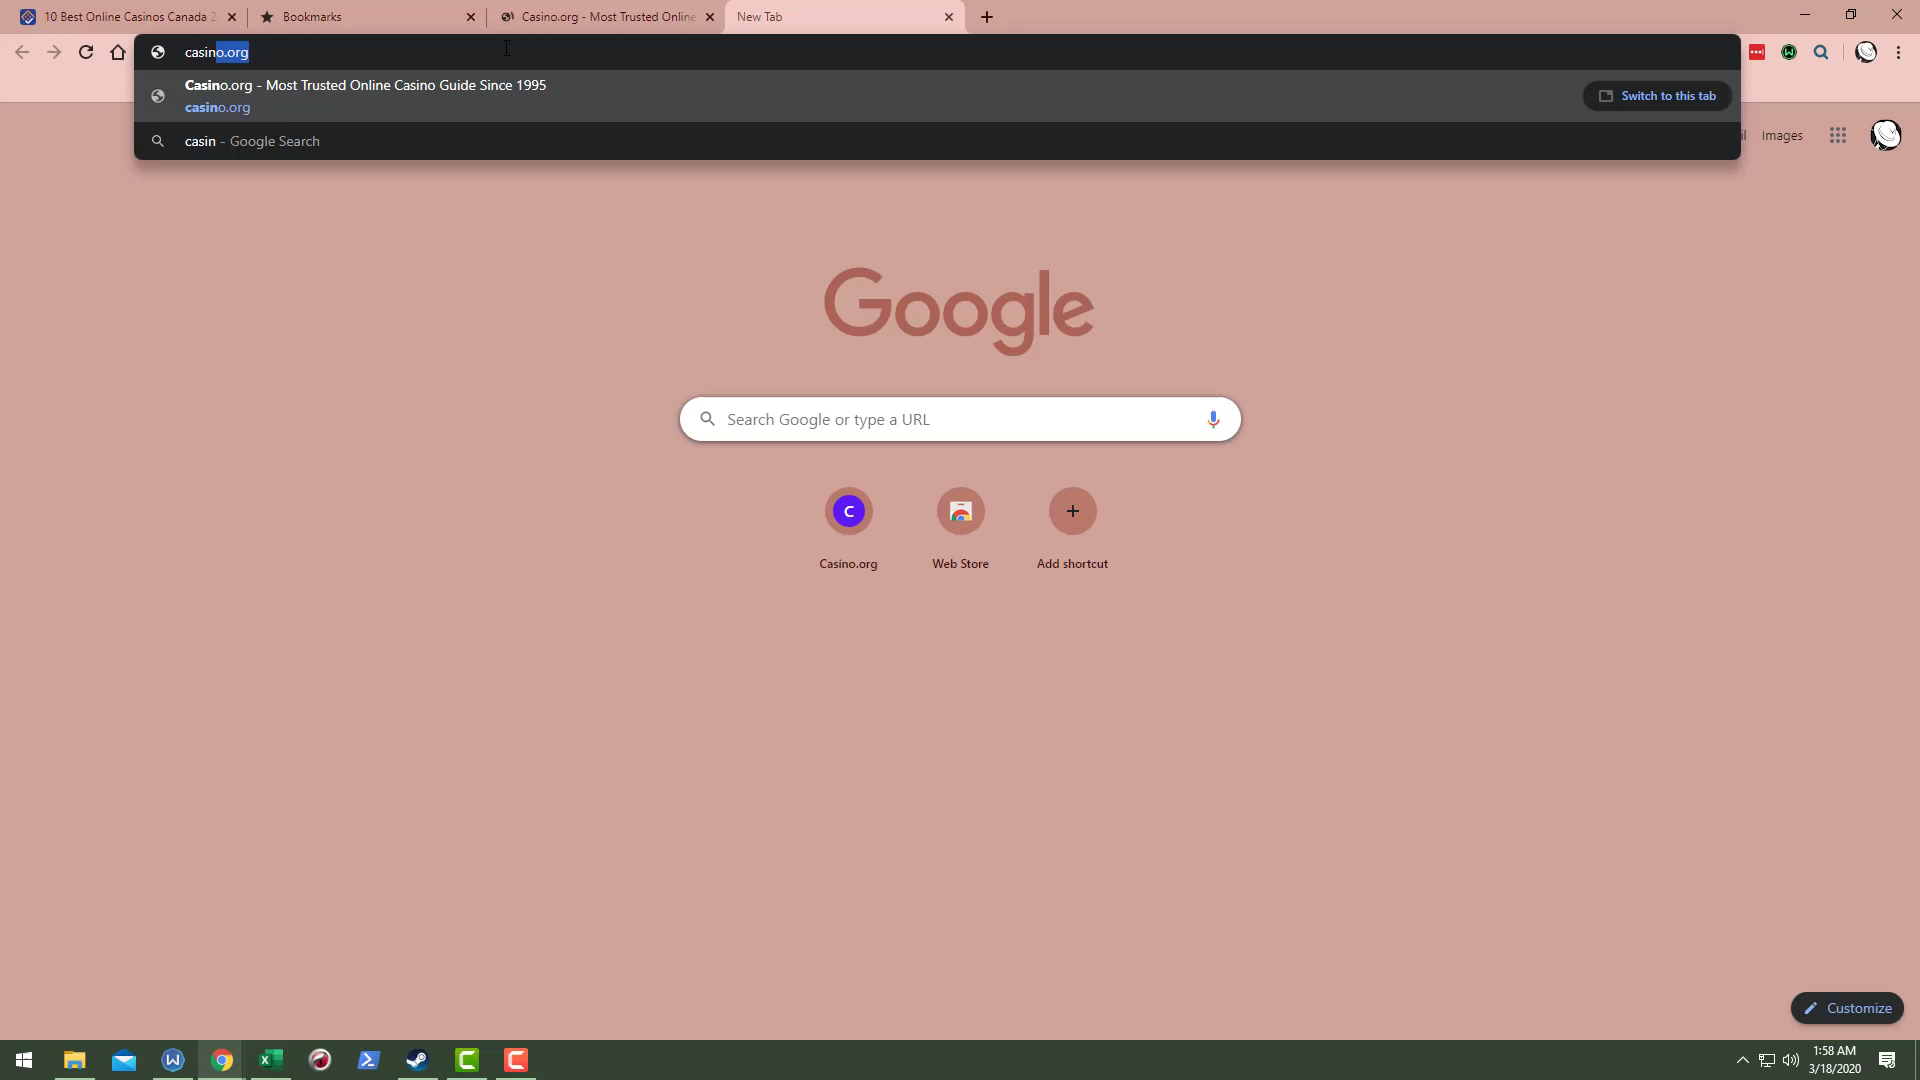 10 Best Online Casinos Canada 2
Bookmarks
Casino.org - Most Trusted Online
New Tab
casino.org
Casino.org - Most Trusted Online Casino Guide Since 1995
casino.org
Switch to this tab
casin - Google Search
il
Images
Google
Search Google or type a URL
C
Casino.org
Web Store
Add shortcut
Customize
1:58 AM
3/18/2020